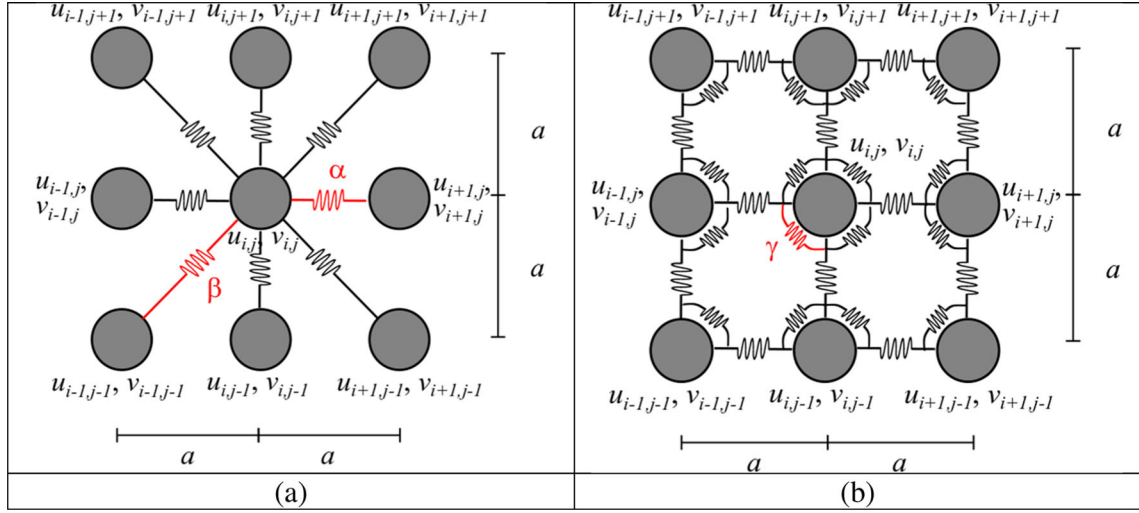 u_{i-1,j+1}, v_{i-1,j+1} u_{i,j+1}, v_{i,j+1} u_{i+1,j+1}, v_{i+1,j+1}
a
α
u_{i-1,j},
v_{i-1,j}
u_{i+1,j},
v_{i+1,j}
u_{i,j}, v_{i,j}
β
a
u_{i-1,j-1}, v_{i-1,j-1} u_{i,j-1}, v_{i,j-1} u_{i+1,j-1}, v_{i+1,j-1}
a a
(a)
u_{i-1,j+1}, v_{i-1,j+1} u_{i,j+1}, v_{i,j+1} u_{i+1,j+1}, v_{i+1,j+1}
a
u_{i,j}, v_{i,j}
u_{i-1,j},
v_{i-1,j}
u_{i+1,j},
v_{i+1,j}
γ
a
u_{i-1,j-1}, v_{i-1,j-1} u_{i,j-1}, v_{i,j-1} u_{i+1,j-1}, v_{i+1,j-1}
a a
(b)